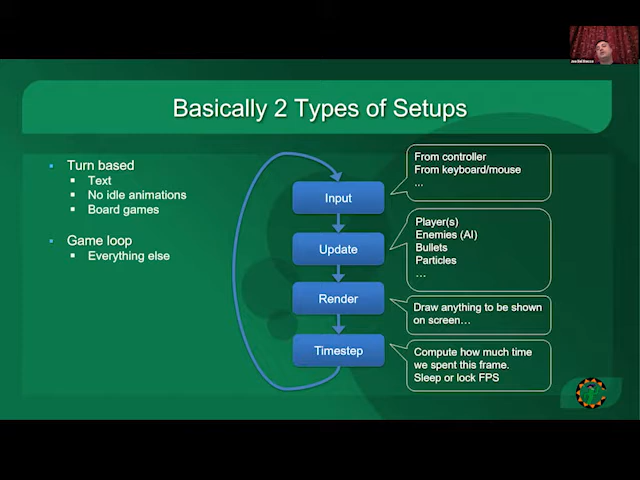 Basically 2 Types of Setups
Turn based
Text
No idle animations
Board games
Game loop
Everything else
Input
Update
Render
Timestep
From controller
From keyboard/mouse
...
Player(s)
Enemies (AI)
Bullets
Particles
...
Draw anything to be shown
on screen...
Compute how much time
we spent this frame.
Sleep or lock FPS